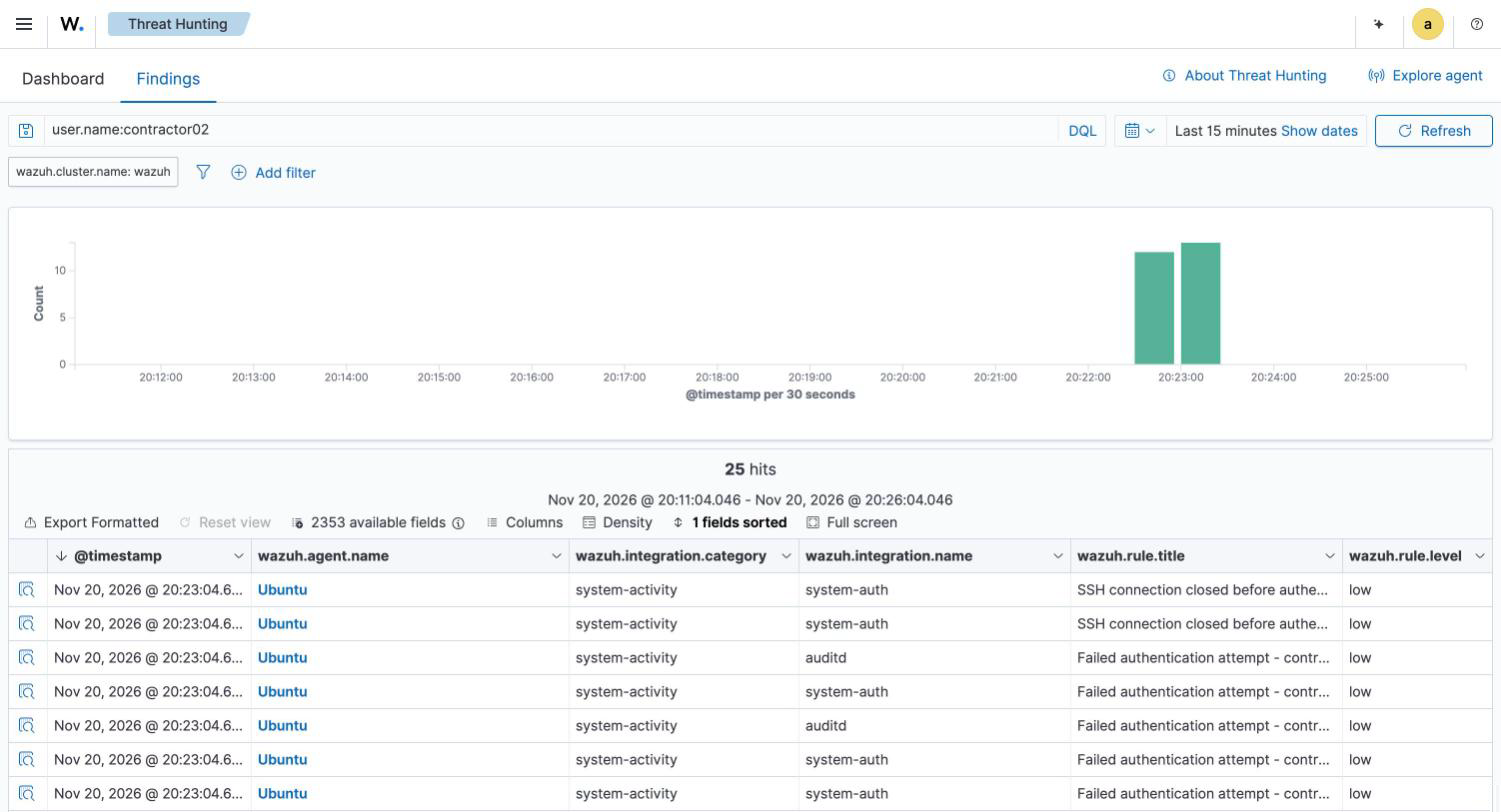 W. Threat Hunting a
Dashboard Findings About Threat Hunting Explore agent
user.name:contractor02 DQL Last 15 minutes Show dates Refresh
wazuh.cluster.name: wazuh Add filter
10
5
0
Count
20:12:00 20:13:00 20:14:00 20:15:00 20:16:00 20:17:00 20:18:00 20:19:00 20:20:00 20:21:00 20:22:00 20:23:00 20:24:00 20:25:00
@timestamp per 30 seconds
25 hits
Nov 20, 2026 @ 20:11:04.046 - Nov 20, 2026 @ 20:26:04.046
Export Formatted Reset view 2353 available fields Columns Density 1 fields sorted Full screen
@timestamp wazuh.agent.name wazuh.integration.category wazuh.integration.name wazuh.rule.title wazuh.rule.level
Nov 20, 2026 @ 20:23:04.6... Ubuntu system-activity system-auth SSH connection closed before authe... low
Nov 20, 2026 @ 20:23:04.6... Ubuntu system-activity system-auth SSH connection closed before authe... low
Nov 20, 2026 @ 20:23:04.6... Ubuntu system-activity auditd Failed authentication attempt - contr... low
Nov 20, 2026 @ 20:23:04.6... Ubuntu system-activity system-auth Failed authentication attempt - contr... low
Nov 20, 2026 @ 20:23:04.6... Ubuntu system-activity auditd Failed authentication attempt - contr... low
Nov 20, 2026 @ 20:23:04.6... Ubuntu system-activity system-auth Failed authentication attempt - contr... low
Nov 20, 2026 @ 20:23:04.6... Ubuntu system-activity system-auth Failed authentication attempt - contr... low